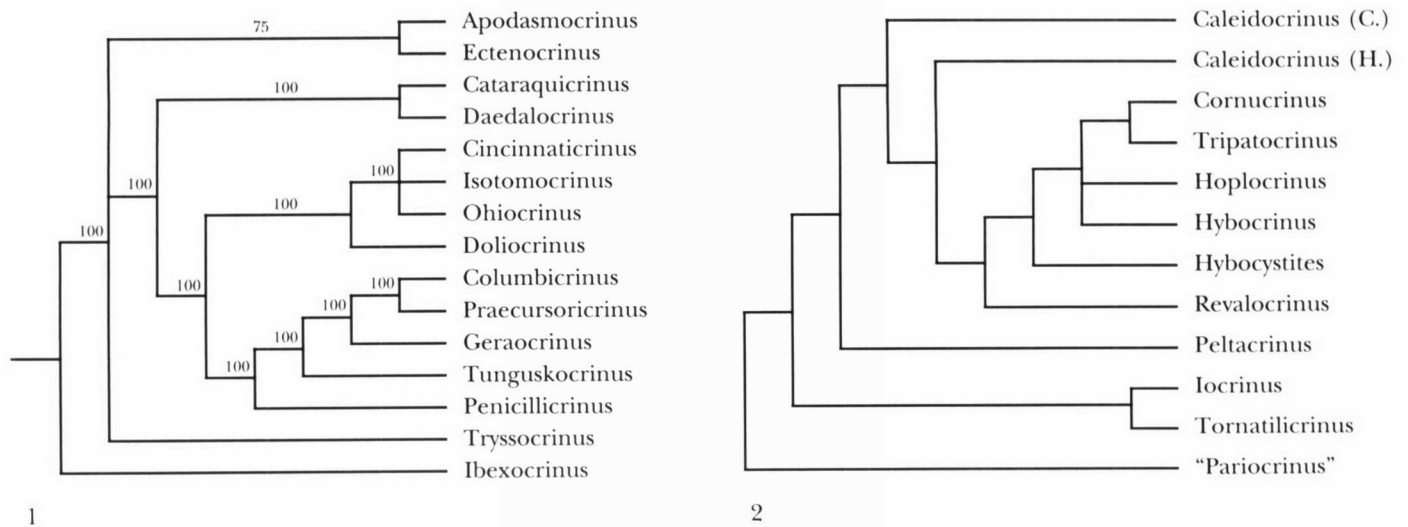 75
Apodasmocrinus
Ectenocrinus
100
Cataraquicrinus
Daedalocrinus
Cincinnaticrinus
100
100
Isotomocrinus
100
Ohiocrinus
100
Doliocrinus
Columbicrinus
100
100
Praecursoricrinus
100
Geraocrinus
100
Tunguskocrinus
100
Penicillicrinus
Tryssocrinus
Ibexocrinus
1
Caleidocrinus (C.)
Caleidocrinus (H.)
Cornucrinus
Tripatocrinus
Hoplocrinus
Hybocrinus
Hybocystites
Revalocrinus
Peltacrinus
Iocrinus
Tornatilicrinus
“Pariocrinus”
2